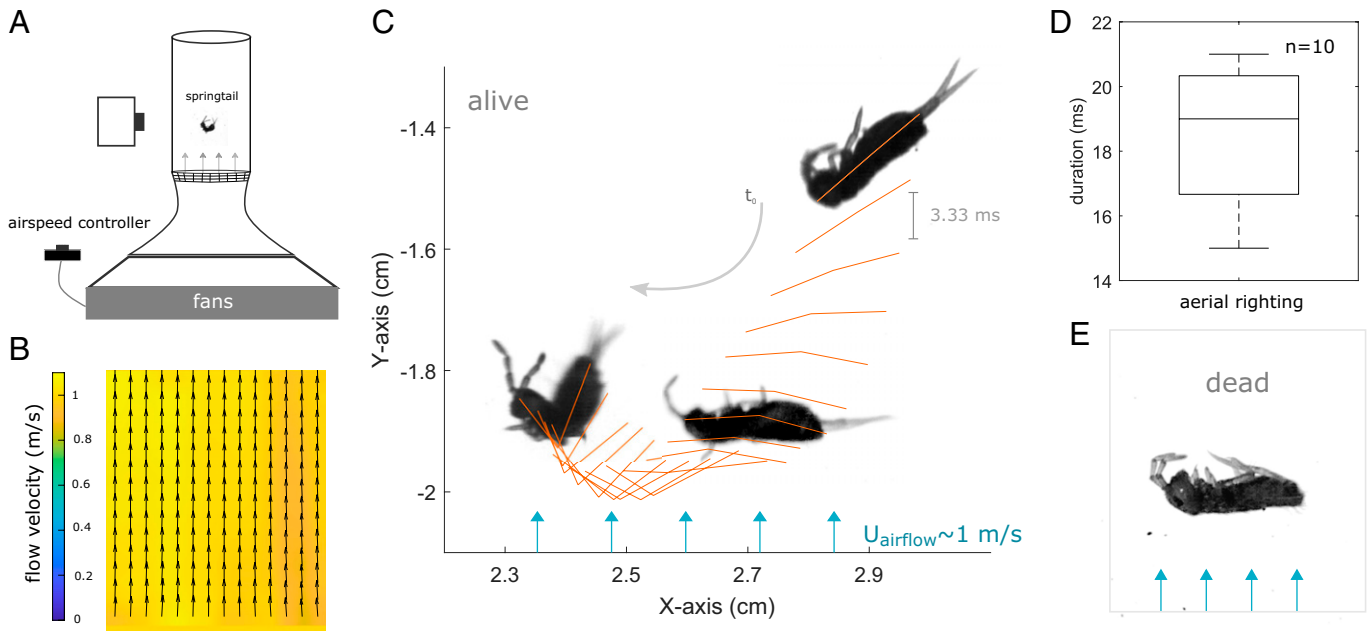 A
springtail
airspeed controller
fans
B
flow velocity (m/s)
1
0.8
0.6
0.4
0.2
0
C
alive
t₀
3.33 ms
Y-axis (cm)
-1.4
-1.6
-1.8
-2
U airflow~1 m/s
2.3
2.5
2.7
2.9
X-axis (cm)
D
n=10
duration (ms)
22
20
18
16
14
aerial righting
E
dead